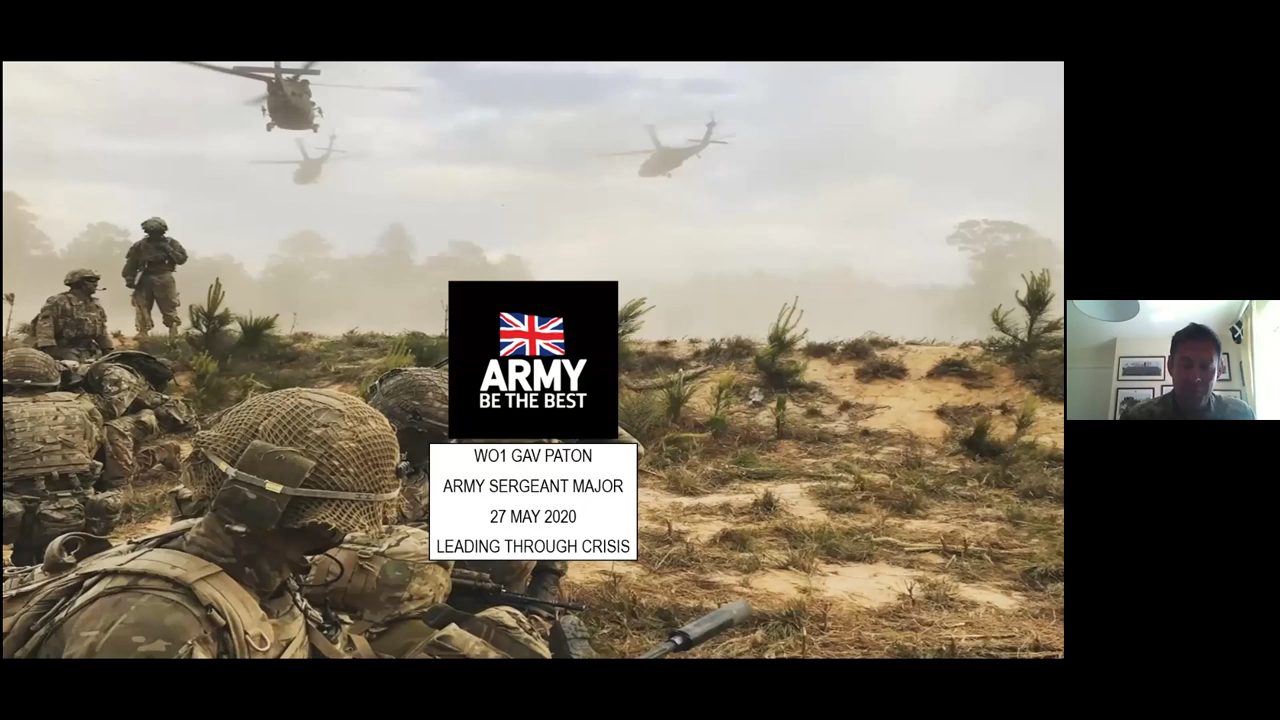 ARMY
BE THE BEST
WO1 GAV PATON
ARMY SERGEANT MAJOR
27 MAY 2020
LEADING THROUGH CRISIS